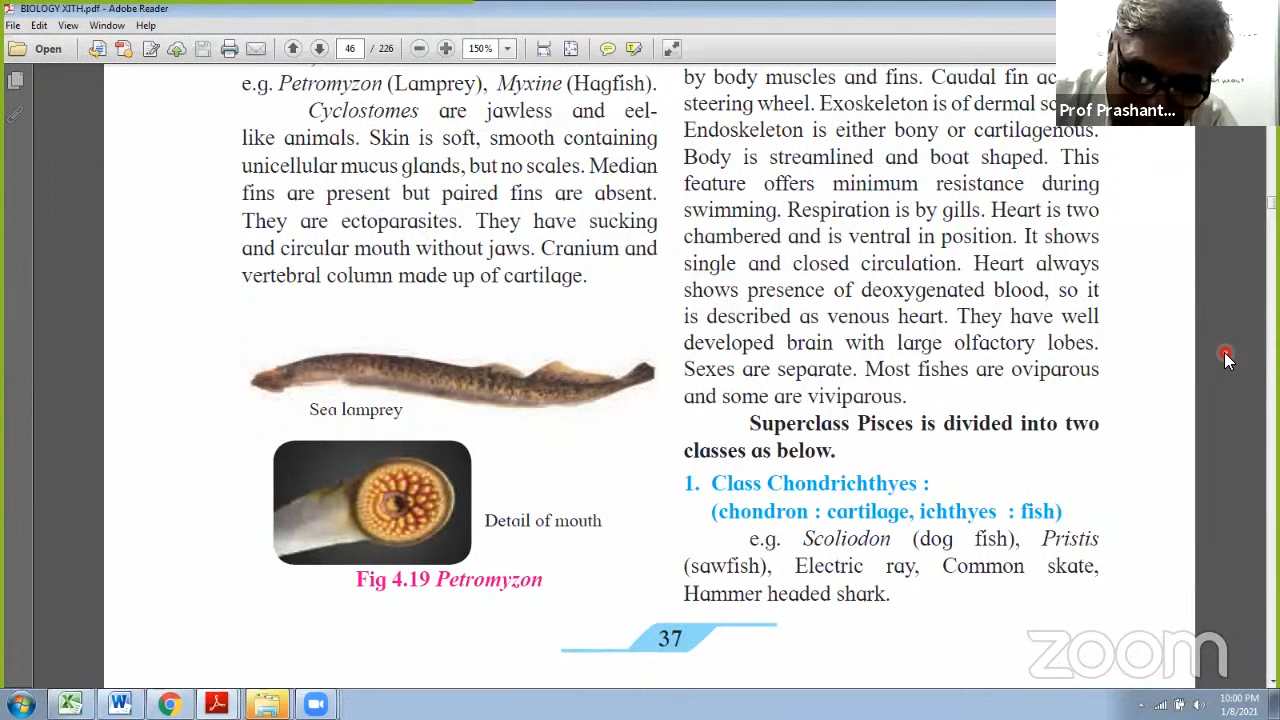 BIOLOGY XITH.pdf - Adobe Reader
File Edit View Window Help
Open 46 / 226 150%
e.g. Petromyzon (Lamprey), Myxine (Hagfish).
Cyclostomes are jawless and eel-
like animals. Skin is soft, smooth containing
unicellular mucus glands, but no scales. Median
fins are present but paired fins are absent.
They are ectoparasites. They have sucking
and circular mouth without jaws. Cranium and
vertebral column made up of cartilage.
Sea lamprey
Detail of mouth
Fig 4.19 Petromyzon
by body muscles and fins. Caudal fin
steering wheel. Exoskeleton is of dermal
Endoskeleton is either bony or cartilagenous.
Body is streamlined and boat shaped. This
feature offers minimum resistance during
swimming. Respiration is by gills. Heart is two
chambered and is ventral in position. It shows
single and closed circulation. Heart always
shows presence of deoxygenated blood, so it
is described as venous heart. They have well
developed brain with large olfactory lobes.
Sexes are separate. Most fishes are oviparous
and some are viviparous.
Superclass Pisces is divided into two
classes as below.
1. Class Chondrichthyes :
(chondron : cartilage, ichthyes : fish)
e.g. Scoliodon (dog fish), Pristis
(sawfish), Electric ray, Common skate,
Hammer headed shark.
37
Prof Prashant...
zoom
10:00 PM
1/8/2021